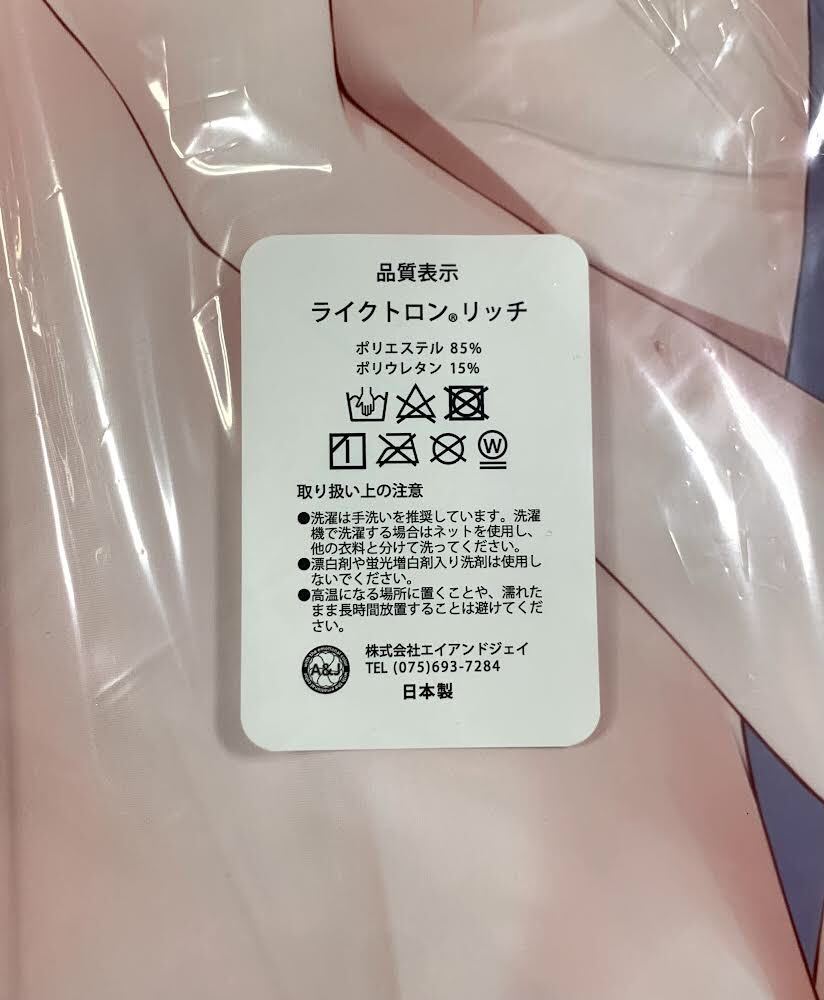 品質表示
ライクトロン®リッチ
ポリエステル 85%
ポリウレタン 15%
W
取り扱い上の注意
●洗濯は手洗いを推奨しています。洗濯
機で洗濯する場合はネットを使用し、
他の衣料と分けて洗ってください。
●漂白剤や蛍光増白剤入り洗剤は使用し
ないでください。
●高温になる場所に置くことや、濡れた
まま長時間放置することは避けてくだ
さい。
A&J
株式会社エイアンドジェイ
TEL (075)693-7284
日本製